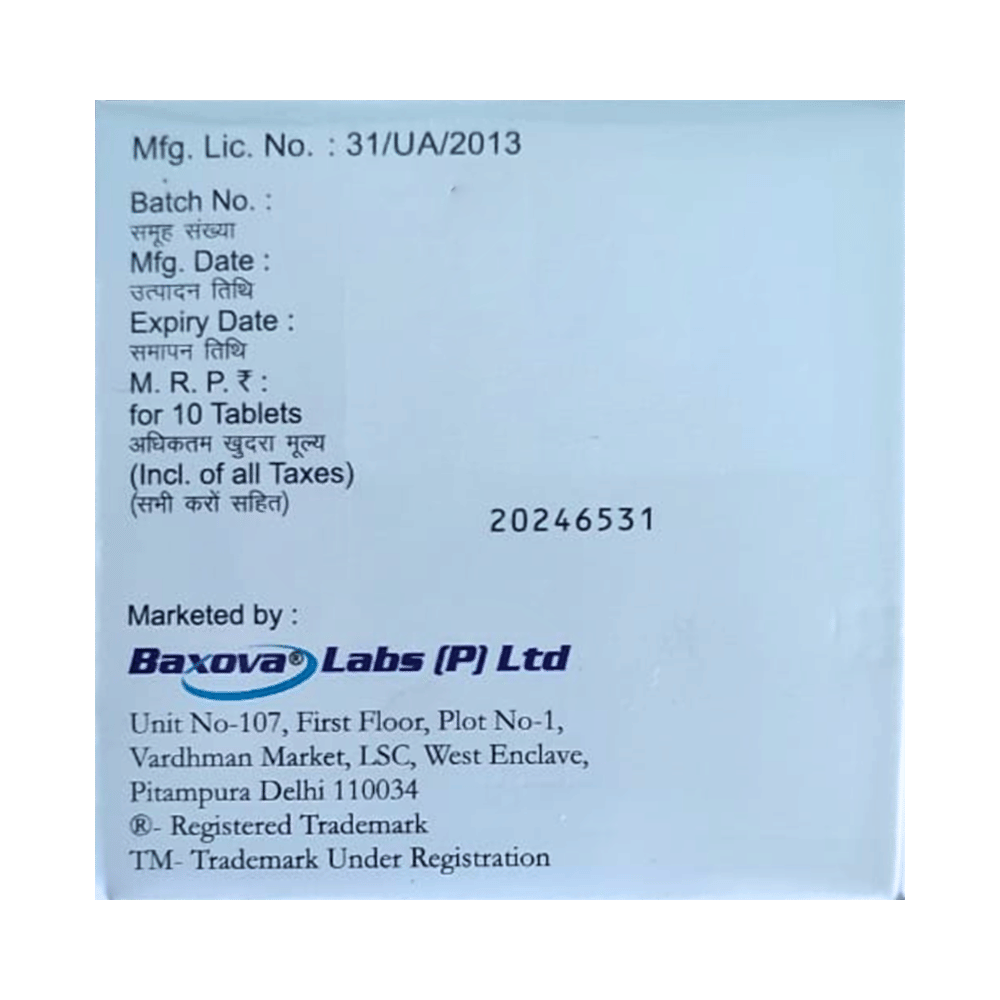 Mfg. Lic. No. : 31/UA/2013
Batch No. :
समूह संख्या
Mfg. Date :
उत्पादन तिथि
Expiry Date :
समापन तिथि
M. R. P. ₹ :
for 10 Tablets
अधिकतम खुदरा मूल्य
(Incl. of all Taxes)
(सभी करों सहित)
20246531
Marketed by :
Baxova® Labs (P) Ltd
Unit No-107, First Floor, Plot No-1,
Vardhman Market, LSC, West Enclave,
Pitampura Delhi 110034
®- Registered Trademark
TM- Trademark Under Registration